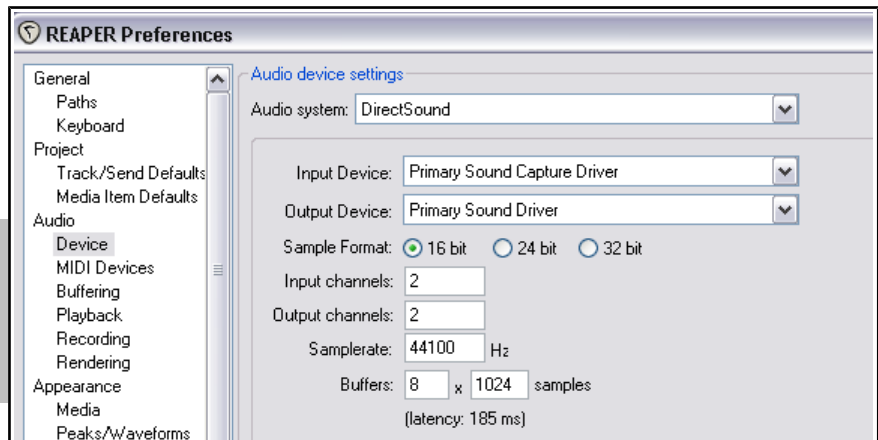 REAPER Preferences
General
Paths
Keyboard
Project
Track/Send Defaults
Media Item Defaults
Audio
Device
MIDI Devices
Buffering
Playback
Recording
Rendering
Appearance
Media
Peaks/Waveforms
Audio device settings
Audio system: DirectSound
Input Device: Primary Sound Capture Driver
Output Device: Primary Sound Driver
Sample Format: 16 bit 24 bit 32 bit
Input channels: 2
Output channels: 2
Samplerate: 44100 Hz
Buffers: 8 x 1024 samples
(latency: 185 ms)